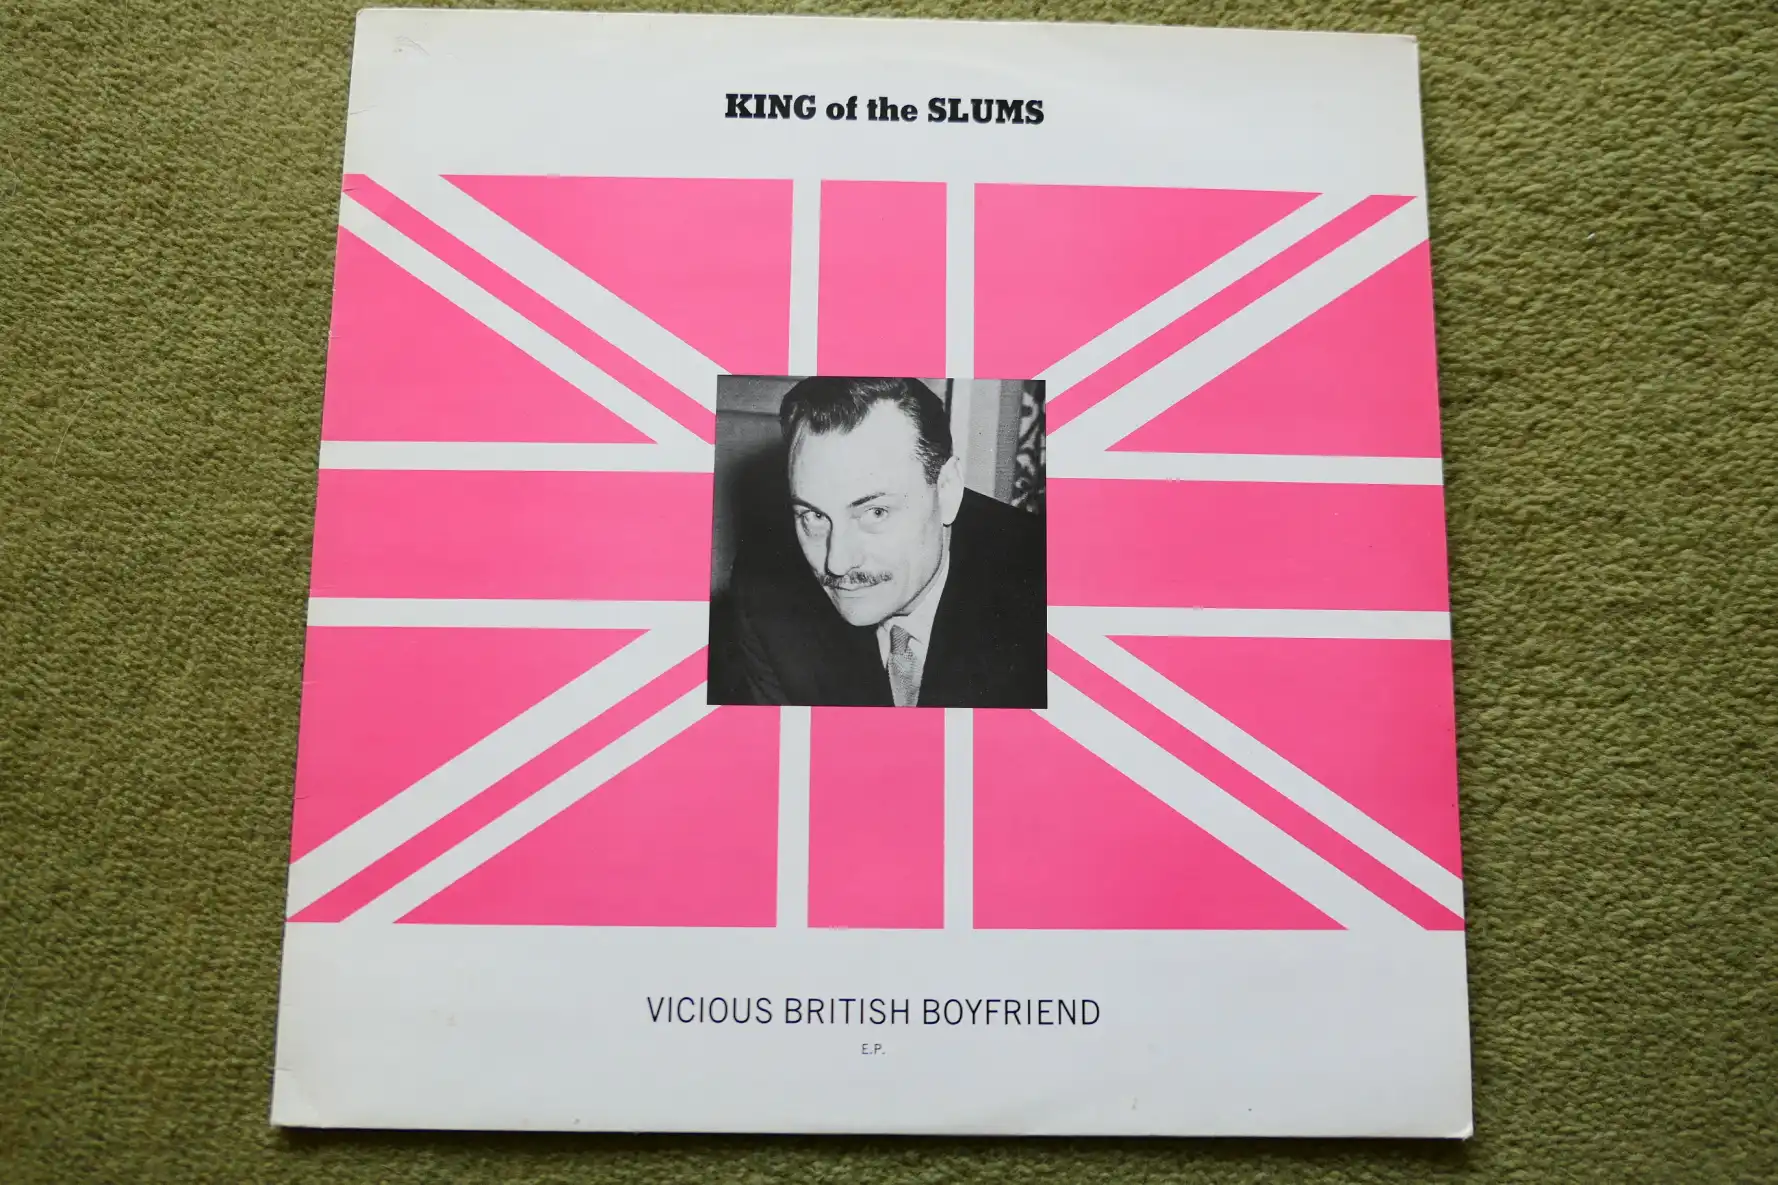 KING of the SLUMS
VICIOUS BRITISH BOYFRIEND
E.P.